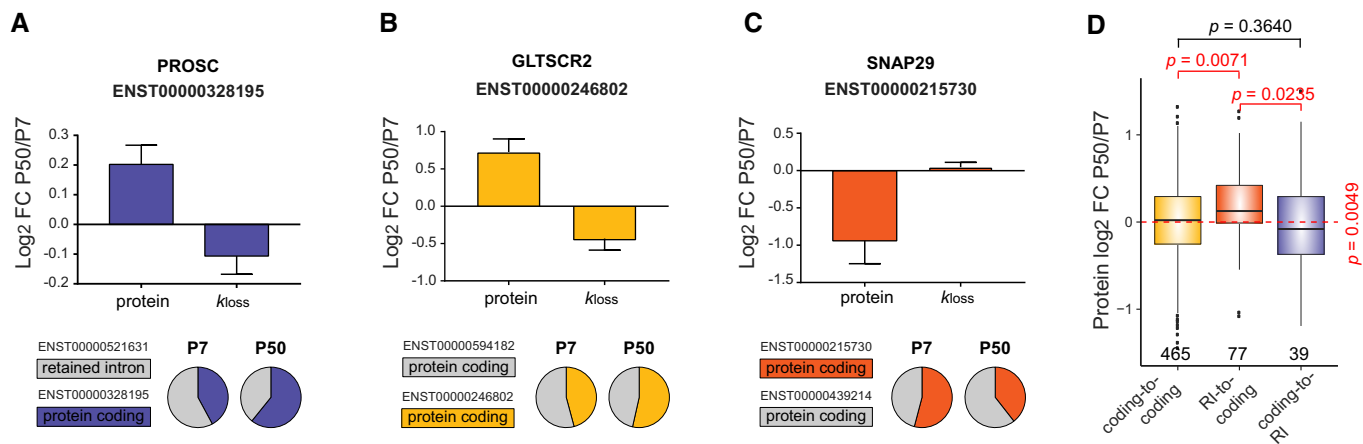 A
PROSC
ENST00000328195
Log2 FC P50/P7
0.3
0.2
0.1
0.0
-0.1
-0.2
protein
kloss
ENST00000521631
retained intron
ENST00000328195
protein coding
P7
P50
B
GLTSCR2
ENST00000246802
Log2 FC P50/P7
1.0
0.5
0.0
-0.5
-1.0
protein
kloss
ENST00000594182
protein coding
ENST00000246802
protein coding
P7
P50
C
SNAP29
ENST00000215730
Log2 FC P50/P7
0.5
0.0
-0.5
-1.0
-1.5
protein
kloss
ENST00000215730
protein coding
ENST00000439214
protein coding
P7
P50
D
p = 0.3640
p = 0.0071
p = 0.0235
p = 0.0049
Protein log2 FC P50/P7
1
0
−1
465
77
39
coding-to-
coding
RI-to-
coding
coding-to-
RI